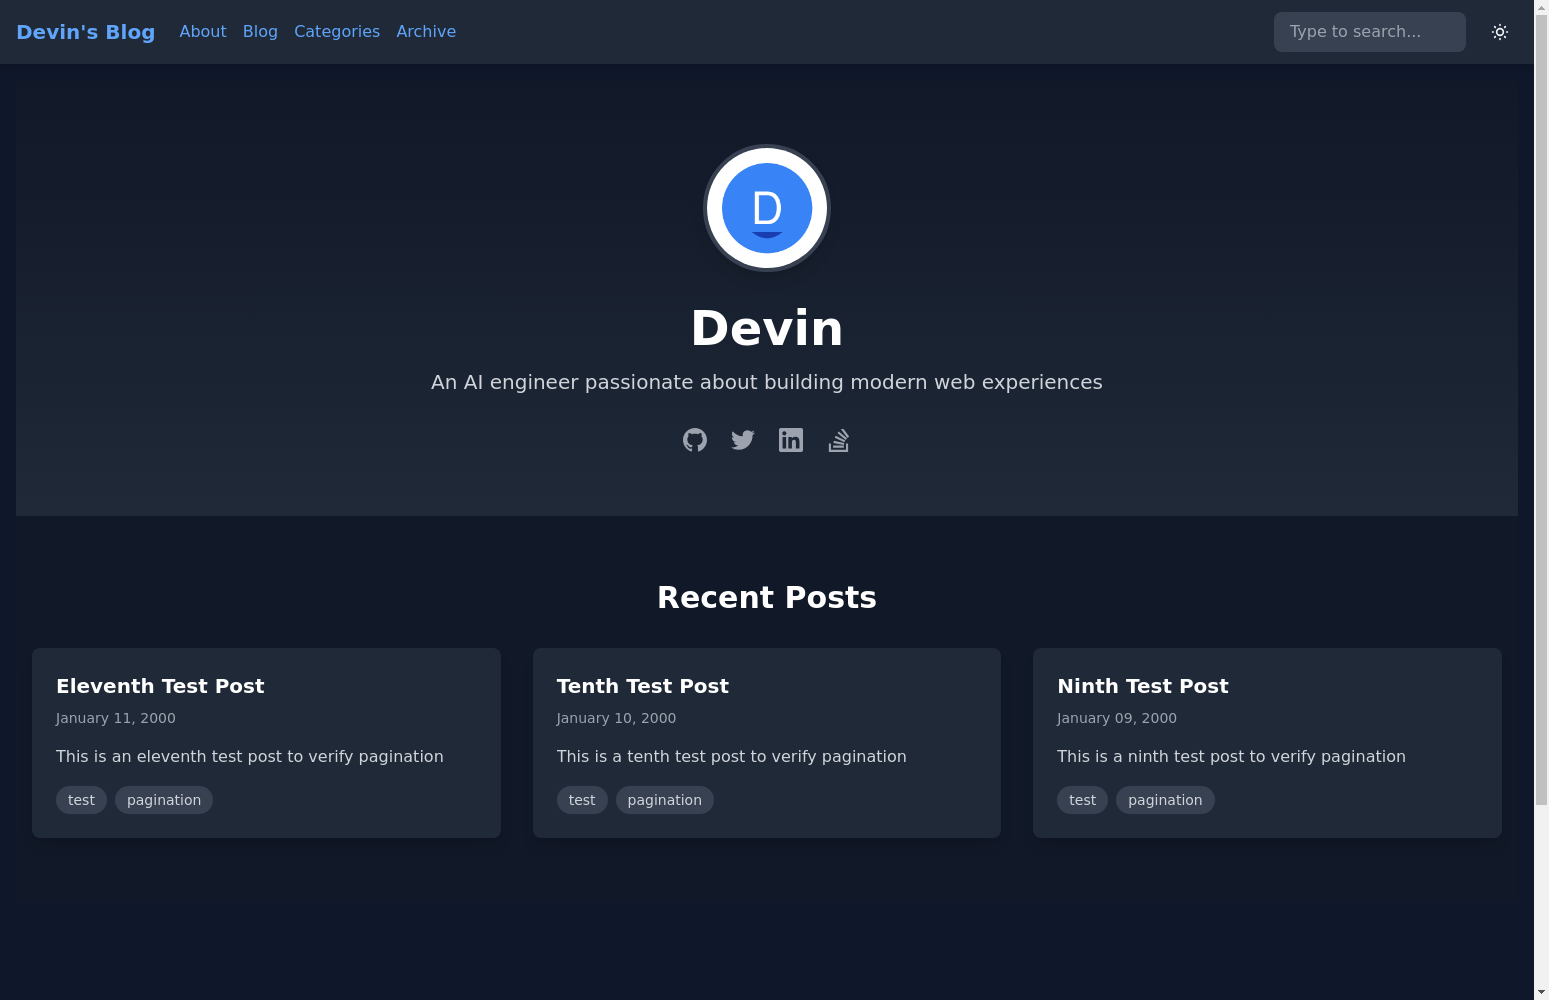 Devin's Blog About Blog Categories Archive Type to search...
D
Devin
An AI engineer passionate about building modern web experiences
in
Recent Posts
Eleventh Test Post
January 11, 2000
This is an eleventh test post to verify pagination
test pagination
Tenth Test Post
January 10, 2000
This is a tenth test post to verify pagination
test pagination
Ninth Test Post
January 09, 2000
This is a ninth test post to verify pagination
test pagination